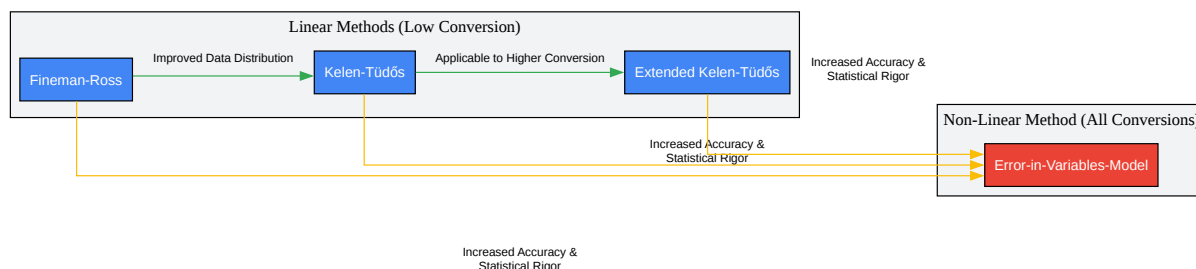 Linear Methods (Low Conversion)
Improved Data Distribution
Applicable to Higher Conversion
Fineman-Ross
Kelen-Tüdős
Extended Kelen-Tüdős
Increased Accuracy &
Statistical Rigor
Non-Linear Method (All Conversions)
Increased Accuracy &
Statistical Rigor
Error-in-Variables-Model
Increased Accuracy &
Statistical Rigor